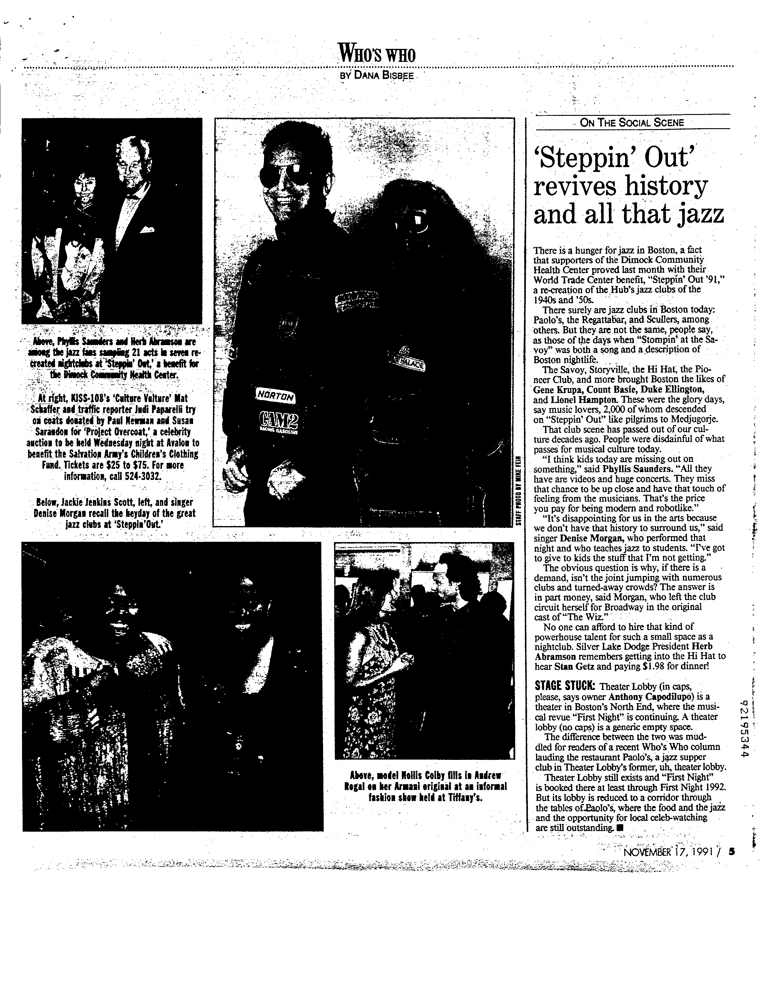 WHO'S WHO
BY DANA BISBEE
Above, Phyllis Saunders and Herb Abramson are
among the jazz fans sampling 21 acts in seven re-
created nightclubs at 'Steppin' Out,' a benefit for
the Dimock Community Health Center.
At right, KISS-108's 'Culture Vulture' Mat
Schaffer and traffic reporter Judi Paparelli try
on coats donated by Paul Newman and Susan
Sarandon for 'Project Overcoat,' a celebrity
auction to be held Wednesday night at Avalon to
benefit the Salvation Army's Children's Clothing
Fund. Tickets are $25 to $75. For more
information, call 524-3032.
Below, Jackie Jenkins Scott, left, and singer
Denise Morgan recall the heyday of the great
jazz clubs at 'Steppin'Out.'
NORTON
GAM2
RACING GASOLINE
STAFF PHOTO BY MIKE FEIN
Above, model Hollis Colby fills in Andrew
Regal on her Armani original at an informal
fashion show held at Tiffany's.
ON THE SOCIAL SCENE
'Steppin' Out'
revives history
and all that jazz
There is a hunger for jazz in Boston, a fact
that supporters of the Dimock Community
Health Center proved last month with their
World Trade Center benefit, "Steppin' Out '91,"
a re-creation of the Hub's jazz clubs of the
1940s and '50s.
There surely are jazz clubs in Boston today:
Paolo's, the Regattabar, and Scullers, among
others. But they are not the same, people say,
as those of the days when "Stompin' at the Sa-
voy" was both a song and a description of
Boston nightlife.
The Savoy, Storyville, the Hi Hat, the Pio-
neer Club, and more brought Boston the likes of
Gene Krupa, Count Basie, Duke Ellington,
and Lionel Hampton. These were the glory days,
say music lovers, 2,000 of whom descended
on "Steppin' Out" like pilgrims to Medjugorje.
That club scene has passed out of our cul-
ture decades ago. People were disdainful of what
passes for musical culture today.
"I think kids today are missing out on
something," said Phyllis Saunders. "All they
have are videos and huge concerts. They miss
that chance to be up close and have that touch of
feeling from the musicians. That's the price
you pay for being modern and robotlike."
"It's disappointing for us in the arts because
we don't have that history to surround us," said
singer Denise Morgan, who performed that
night and who teaches jazz to students. "I've got
to give to kids the stuff that I'm not getting."
The obvious question is why, if there is a
demand, isn't the joint jumping with numerous
clubs and turned-away crowds? The answer is
in part money, said Morgan, who left the club
circuit herself for Broadway in the original
cast of "The Wiz."
No one can afford to hire that kind of
powerhouse talent for such a small space as a
nightclub. Silver Lake Dodge President Herb
Abramson remembers getting into the Hi Hat to
hear Stan Getz and paying $1.98 for dinner!
STAGE STUCK: Theater Lobby (in caps,
please, says owner Anthony Capodilupo) is a
theater in Boston's North End, where the musi-
cal revue "First Night" is continuing. A theater
lobby (no caps) is a generic empty space.
The difference between the two was mud-
dled for readers of a recent Who's Who column
lauding the restaurant Paolo's, a jazz supper
club in Theater Lobby's former, uh, theater lobby.
Theater Lobby still exists and "First Night"
is booked there at least through First Night 1992.
But its lobby is reduced to a corridor through
the tables of Paolo's, where the food and the jazz
and the opportunity for local celeb-watching
are still outstanding. ■
92195344
NOVEMBER 17, 1991 / 5